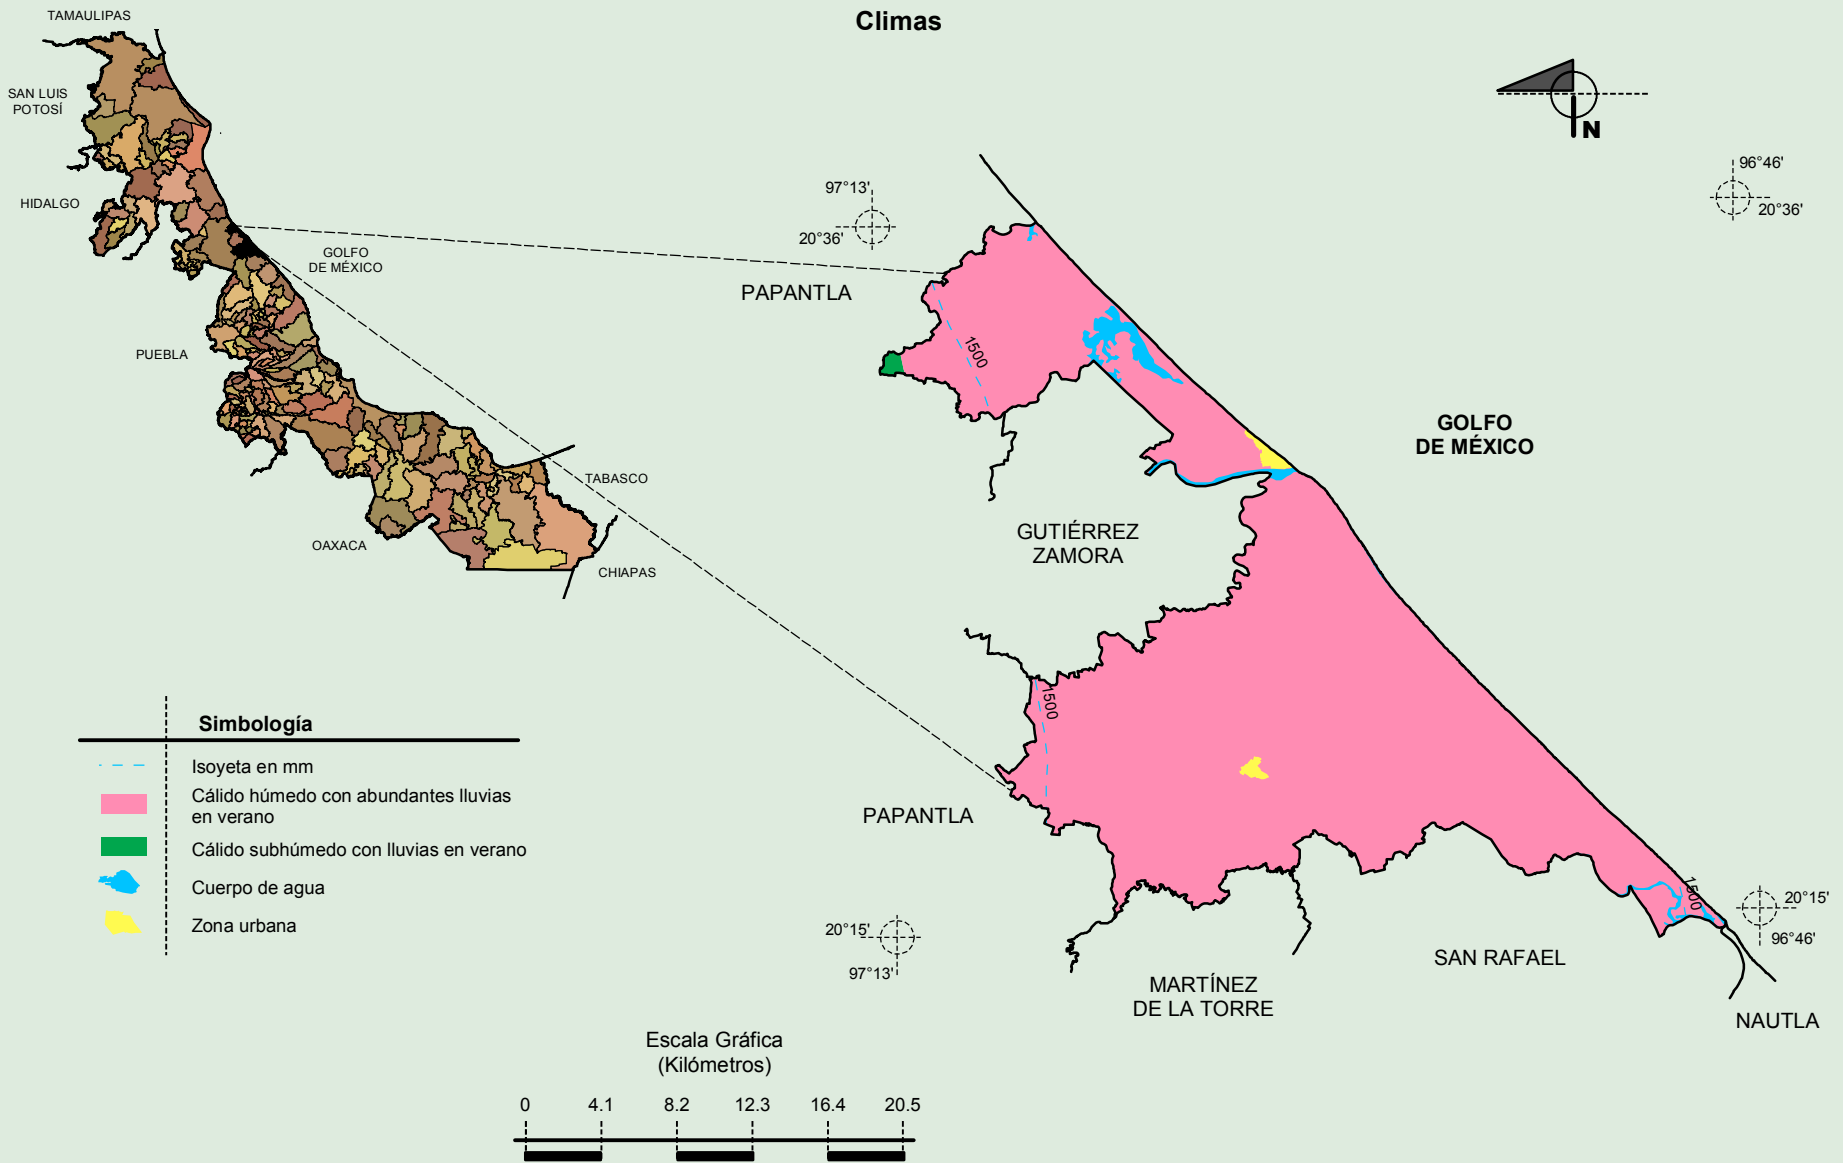 Climas
TAMAULIPAS
SAN LUIS
POTOSÍ
HIDALGO
GOLFO
DE MÉXICO
PUEBLA
TABASCO
OAXACA
CHIAPAS
N
97°13'
20°36'
96°46'
20°36'
PAPANTLA
1500
GOLFO
DE MÉXICO
GUTIÉRREZ
ZAMORA
1500
PAPANTLA
1500
20°15'
97°13'
20°15'
96°46'
SAN RAFAEL
MARTÍNEZ
DE LA TORRE
NAUTLA
Simbología
Isoyeta en mm
Cálido húmedo con abundantes lluvias
en verano
Cálido subhúmedo con lluvias en verano
Cuerpo de agua
Zona urbana
Escala Gráfica
(Kilómetros)
0 4.1 8.2 12.3 16.4 20.5